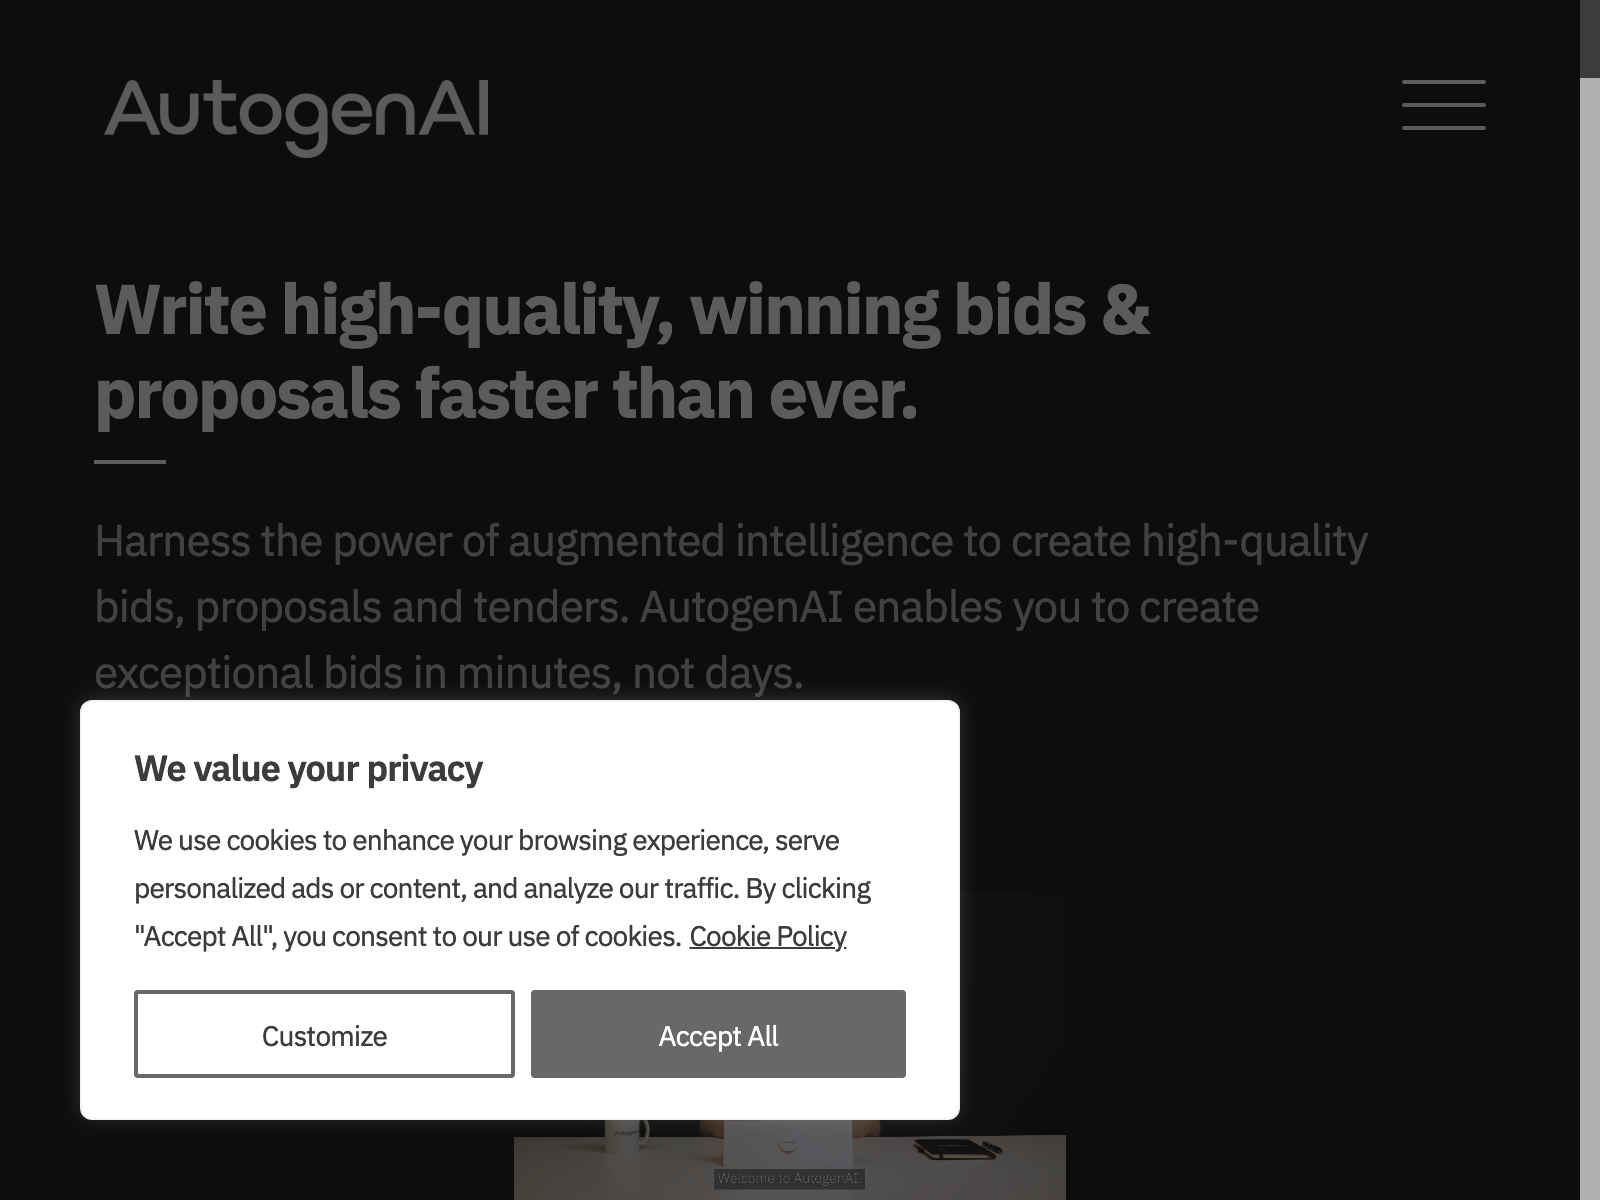 AutogenAI
Write high-quality, winning bids &
proposals faster than ever.
Harness the power of augmented intelligence to create high-quality
bids, proposals and tenders. AutogenAI enables you to create
exceptional bids in minutes, not days.
We value your privacy
We use cookies to enhance your browsing experience, serve
personalized ads or content, and analyze our traffic. By clicking
"Accept All", you consent to our use of cookies. Cookie Policy
Customize
Accept All
Welcome to AutogenAI.